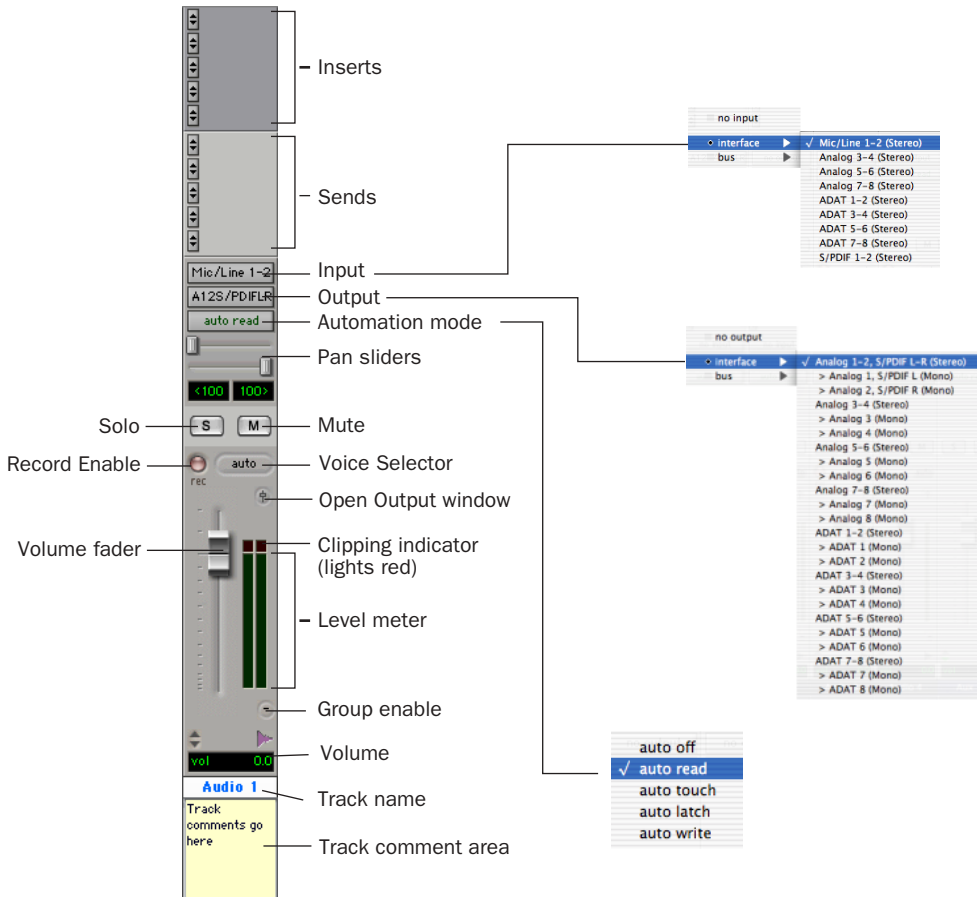 Inserts
Sends
Mic/Line 1-2
Input
A12S/PDIFLR
Output
auto read
Automation mode
Pan sliders
<100 100>
Solo
S
M
Mute
Record Enable
rec
auto
Voice Selector
Open Output window
Volume fader
Clipping indicator
(lights red)
Level meter
Group enable
vol 0.0
Volume
Audio 1
Track name
Track
comments go
here
Track comment area
no input
interface
bus
√ Mic/Line 1-2 (Stereo)
Analog 3-4 (Stereo)
Analog 5-6 (Stereo)
Analog 7-8 (Stereo)
ADAT 1-2 (Stereo)
ADAT 3-4 (Stereo)
ADAT 5-6 (Stereo)
ADAT 7-8 (Stereo)
S/PDIF 1-2 (Stereo)
no output
interface
bus
√ Analog 1-2, S/PDIF L-R (Stereo)
> Analog 1, S/PDIF L (Mono)
> Analog 2, S/PDIF R (Mono)
Analog 3-4 (Stereo)
> Analog 3 (Mono)
> Analog 4 (Mono)
Analog 5-6 (Stereo)
> Analog 5 (Mono)
> Analog 6 (Mono)
Analog 7-8 (Stereo)
> Analog 7 (Mono)
> Analog 8 (Mono)
ADAT 1-2 (Stereo)
> ADAT 1 (Mono)
> ADAT 2 (Mono)
ADAT 3-4 (Stereo)
> ADAT 3 (Mono)
> ADAT 4 (Mono)
ADAT 5-6 (Stereo)
> ADAT 5 (Mono)
> ADAT 6 (Mono)
ADAT 7-8 (Stereo)
> ADAT 7 (Mono)
> ADAT 8 (Mono)
auto off
√ auto read
auto touch
auto latch
auto write